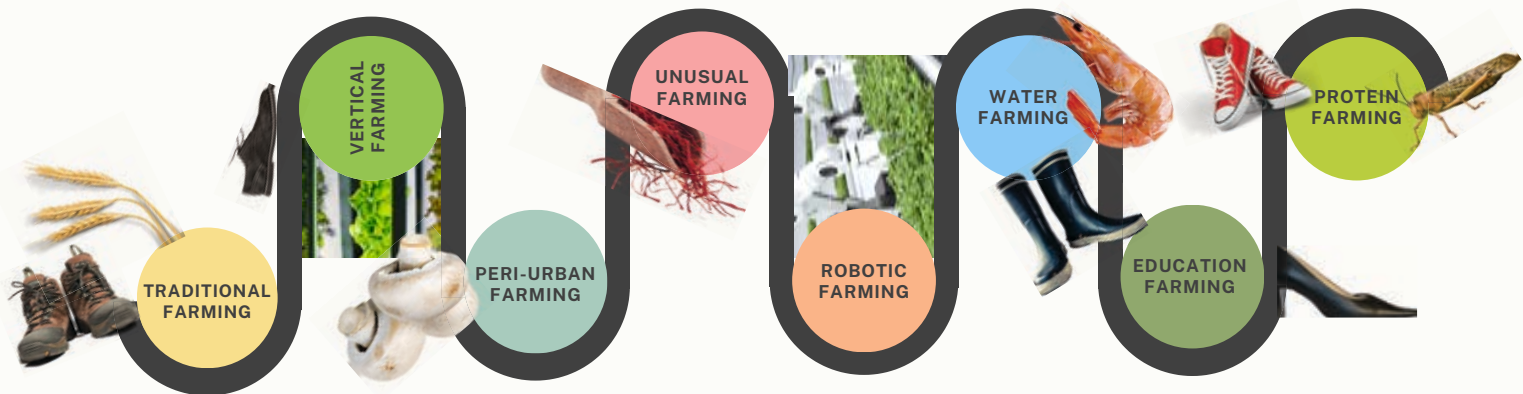 TRADITIONAL
FARMING
VERTICAL
FARMING
PERI-URBAN
FARMING
UNUSUAL
FARMING
ROBOTIC
FARMING
WATER
FARMING
EDUCATION
FARMING
PROTEIN
FARMING